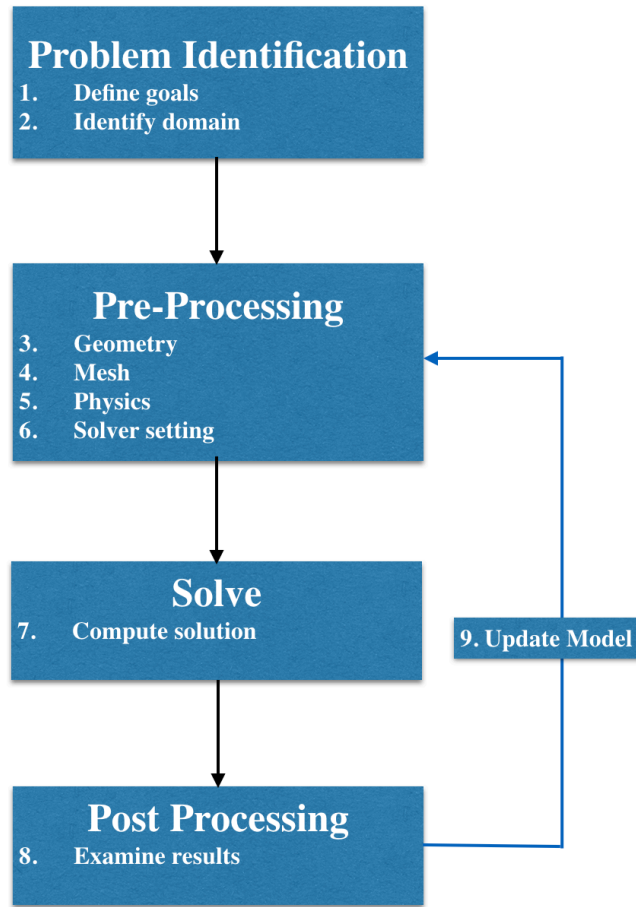 Problem Identification
1. Define goals
2. Identify domain
Pre-Processing
3. Geometry
4. Mesh
5. Physics
6. Solver setting
Solve
7. Compute solution
9. Update Model
Post Processing
8. Examine results